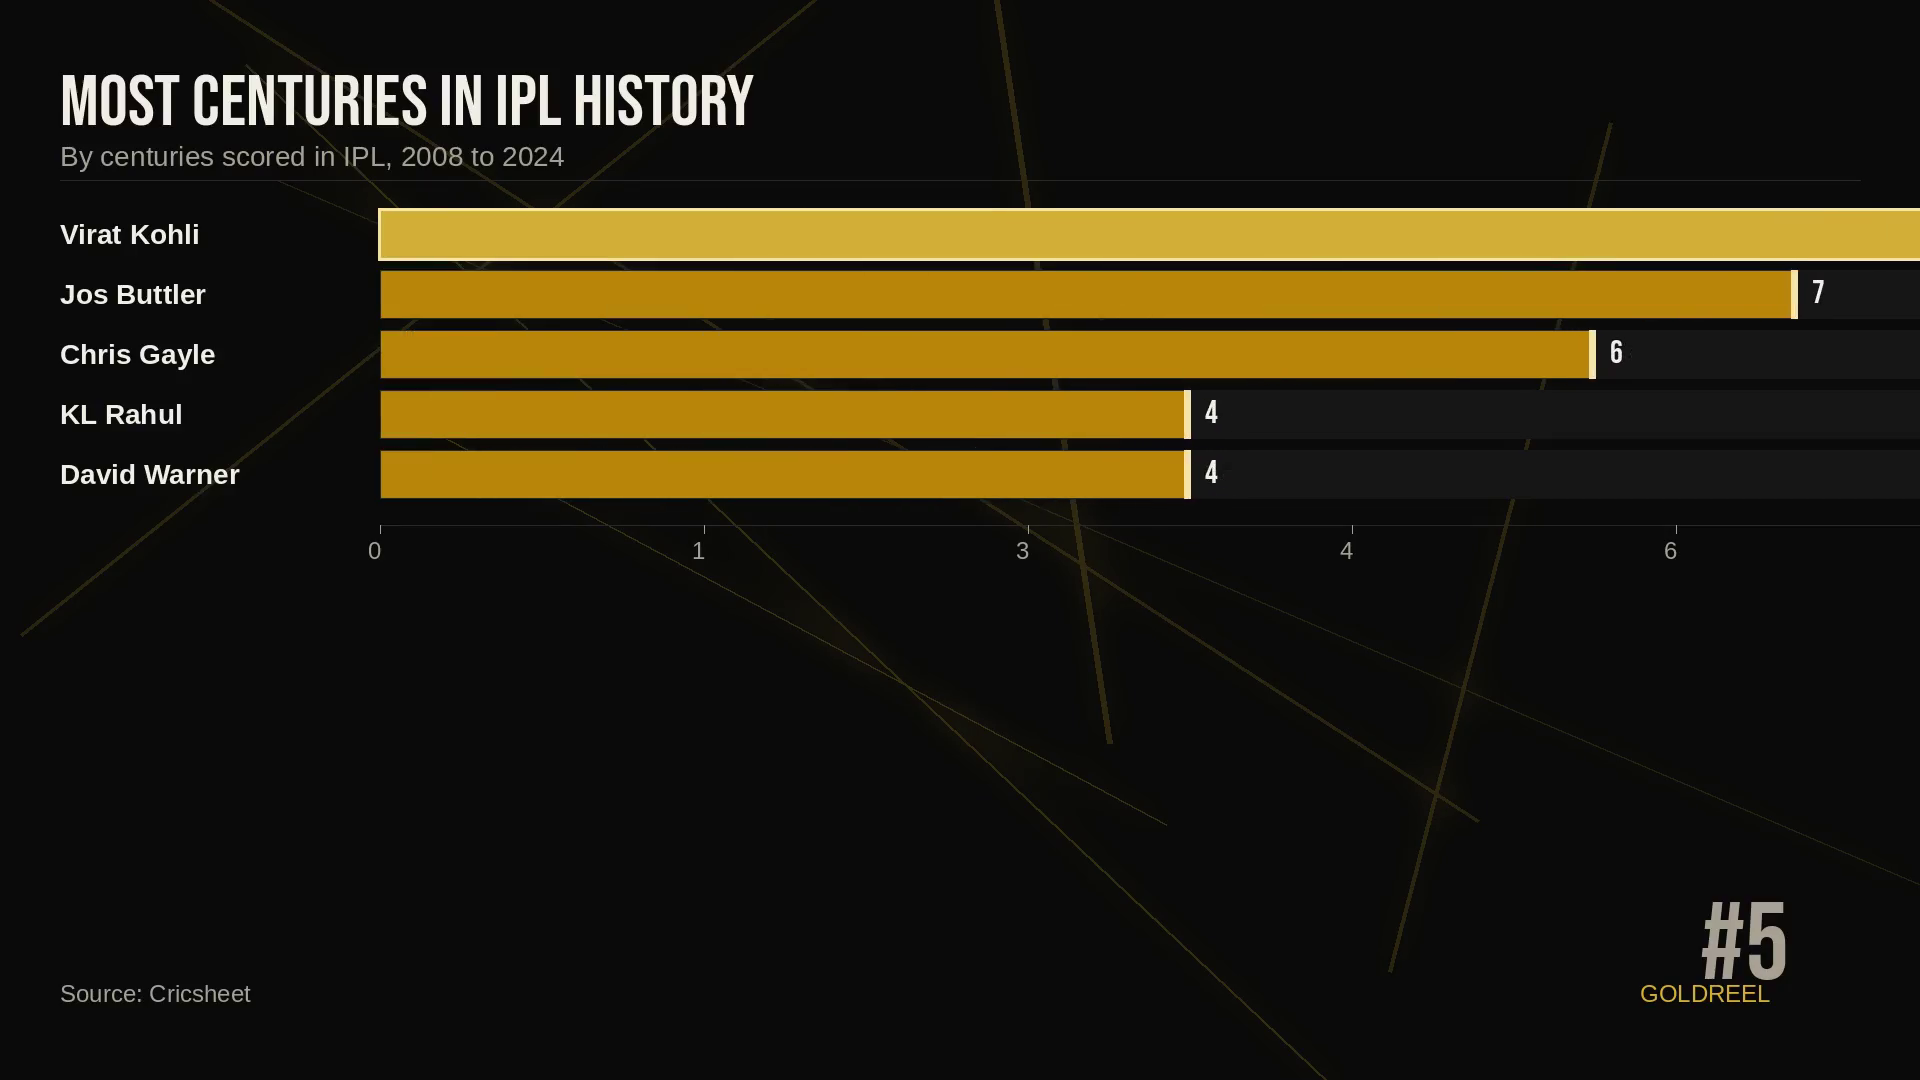 MOST CENTURIES IN IPL HISTORY
By centuries scored in IPL, 2008 to 2024
Virat Kohli
Jos Buttler 7
Chris Gayle 6
KL Rahul 4
David Warner 4
0 1 3 4 6
#5
Source: Cricsheet GOLDREEL